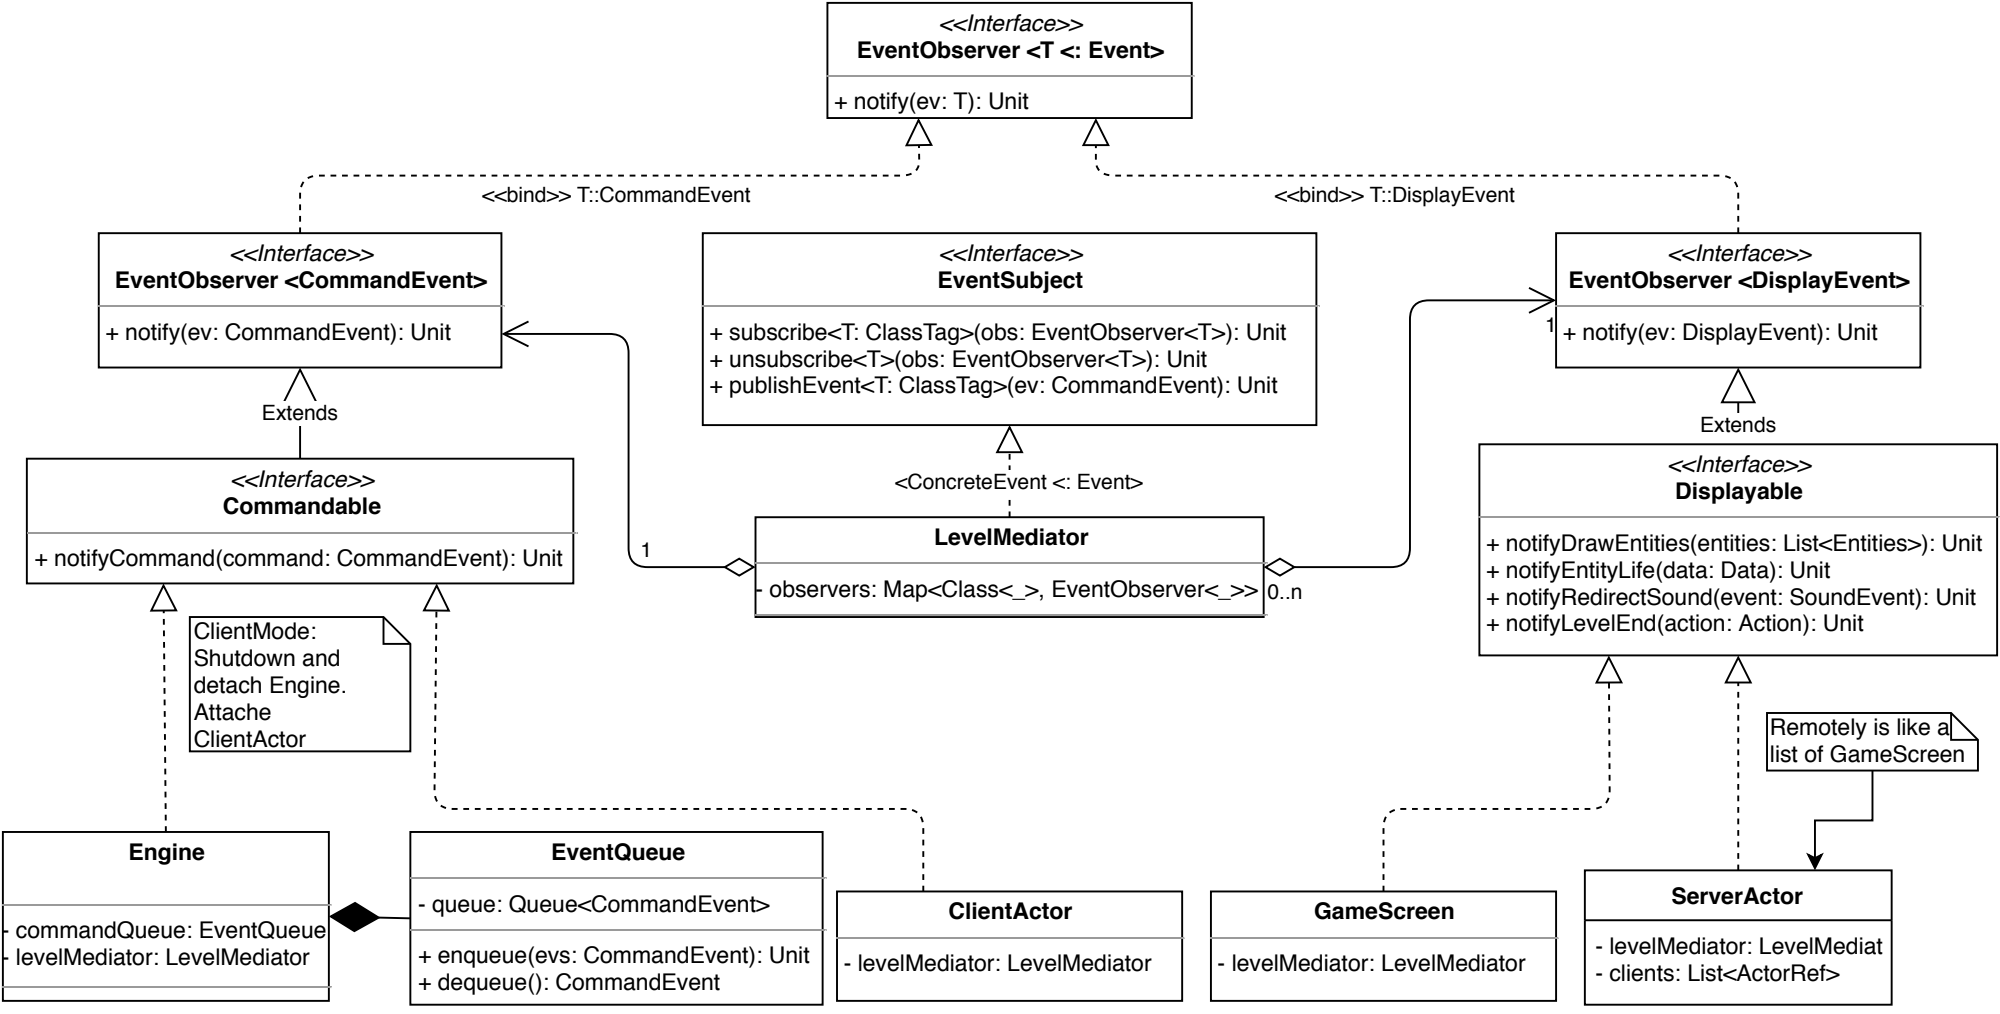 <<Interface>>
EventObserver <T <: Event>
+ notify(ev: T): Unit
<<bind>> T::CommandEvent
<<bind>> T::DisplayEvent
<<Interface>>
EventObserver <CommandEvent>
+ notify(ev: CommandEvent): Unit
<<Interface>>
EventSubject
+ subscribe<T: ClassTag>(obs: EventObserver<T>): Unit
+ unsubscribe<T>(obs: EventObserver<T>): Unit
+ publishEvent<T: ClassTag>(ev: CommandEvent): Unit
<<Interface>>
EventObserver <DisplayEvent>
+ notify(ev: DisplayEvent): Unit
1
Extends
Extends
<<Interface>>
Commandable
+ notifyCommand(command: CommandEvent): Unit
<ConcreteEvent <: Event>
1
LevelMediator
- observers: Map<Class<_>, EventObserver<_>>
0..n
<<Interface>>
Displayable
+ notifyDrawEntities(entities: List<Entities>): Unit
+ notifyEntityLife(data: Data): Unit
+ notifyRedirectSound(event: SoundEvent): Unit
+ notifyLevelEnd(action: Action): Unit
ClientMode:
Shutdown and
detach Engine.
Attache
ClientActor
Remotely is like a
list of GameScreen
Engine
- commandQueue: EventQueue
- levelMediator: LevelMediator
EventQueue
- queue: Queue<CommandEvent>
+ enqueue(evs: CommandEvent): Unit
+ dequeue(): CommandEvent
ClientActor
- levelMediator: LevelMediator
GameScreen
- levelMediator: LevelMediator
ServerActor
- levelMediator: LevelMediat
- clients: List<ActorRef>